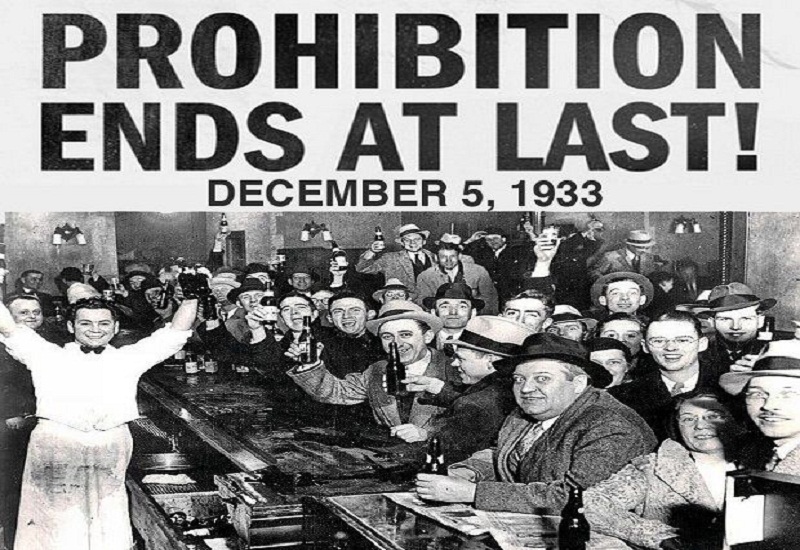 PROHIBITION
ENDS AT LAST!
DECEMBER 5, 1933